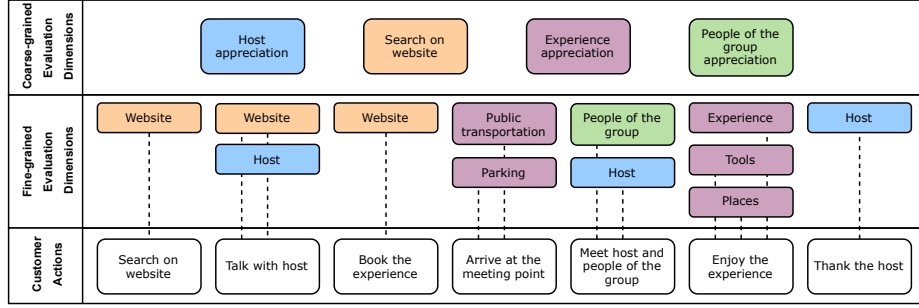 Coarse-grained
Evaluation
Dimensions
Host
appreciation
Search on
website
Experience
appreciation
People of the
group
appreciation
Fine-grained
Evaluation
Dimensions
Website
Website
Website
Public
transportation
People of the
group
Experience
Host
Host
Parking
Host
Tools
Places
Customer
Actions
Search on
website
Talk with host
Book the
experience
Arrive at the
meeting point
Meet host and
people of the
group
Enjoy the
experience
Thank the host